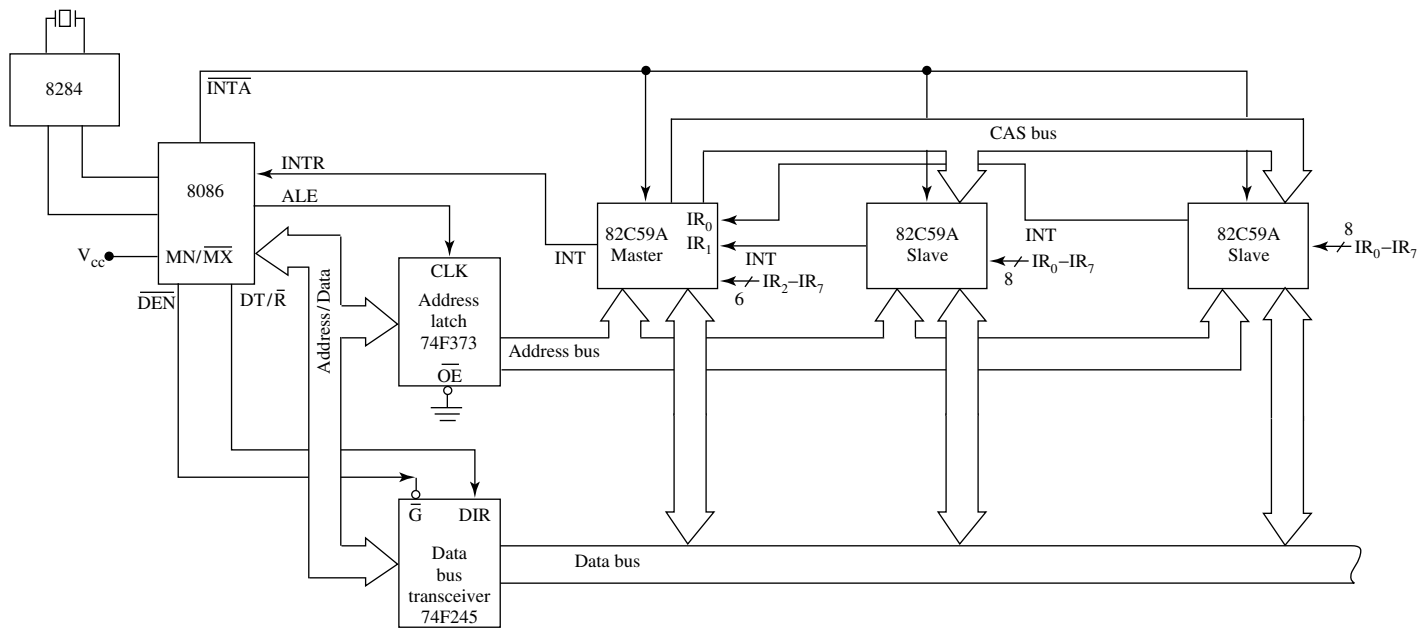 8284
INTA
CAS bus
INTR
8086
ALE
MN/MX
Vcc
DEN
DT/R
Address/Data
CLK
Address
latch
74F373
OE
Address bus
INT
82C59A
Master
IR0
IR1
INT
IR2–IR7
6
82C59A
Slave
IR0–IR7
8
INT
82C59A
Slave
8
IR0–IR7
G
DIR
Data
bus
transceiver
74F245
Data bus